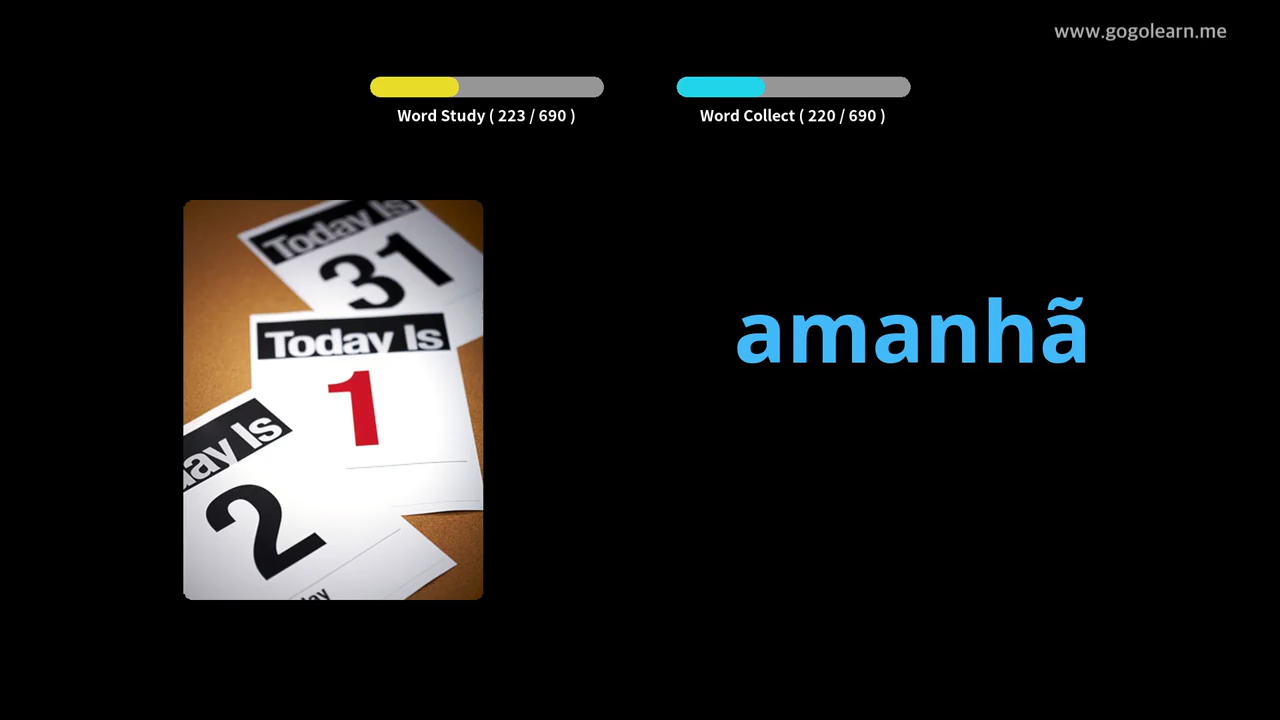 www.gogolearn.me
Word Study ( 223 / 690 )
Word Collect ( 220 / 690 )
Today Is
31
Today Is
1
ay Is
2
amanhã